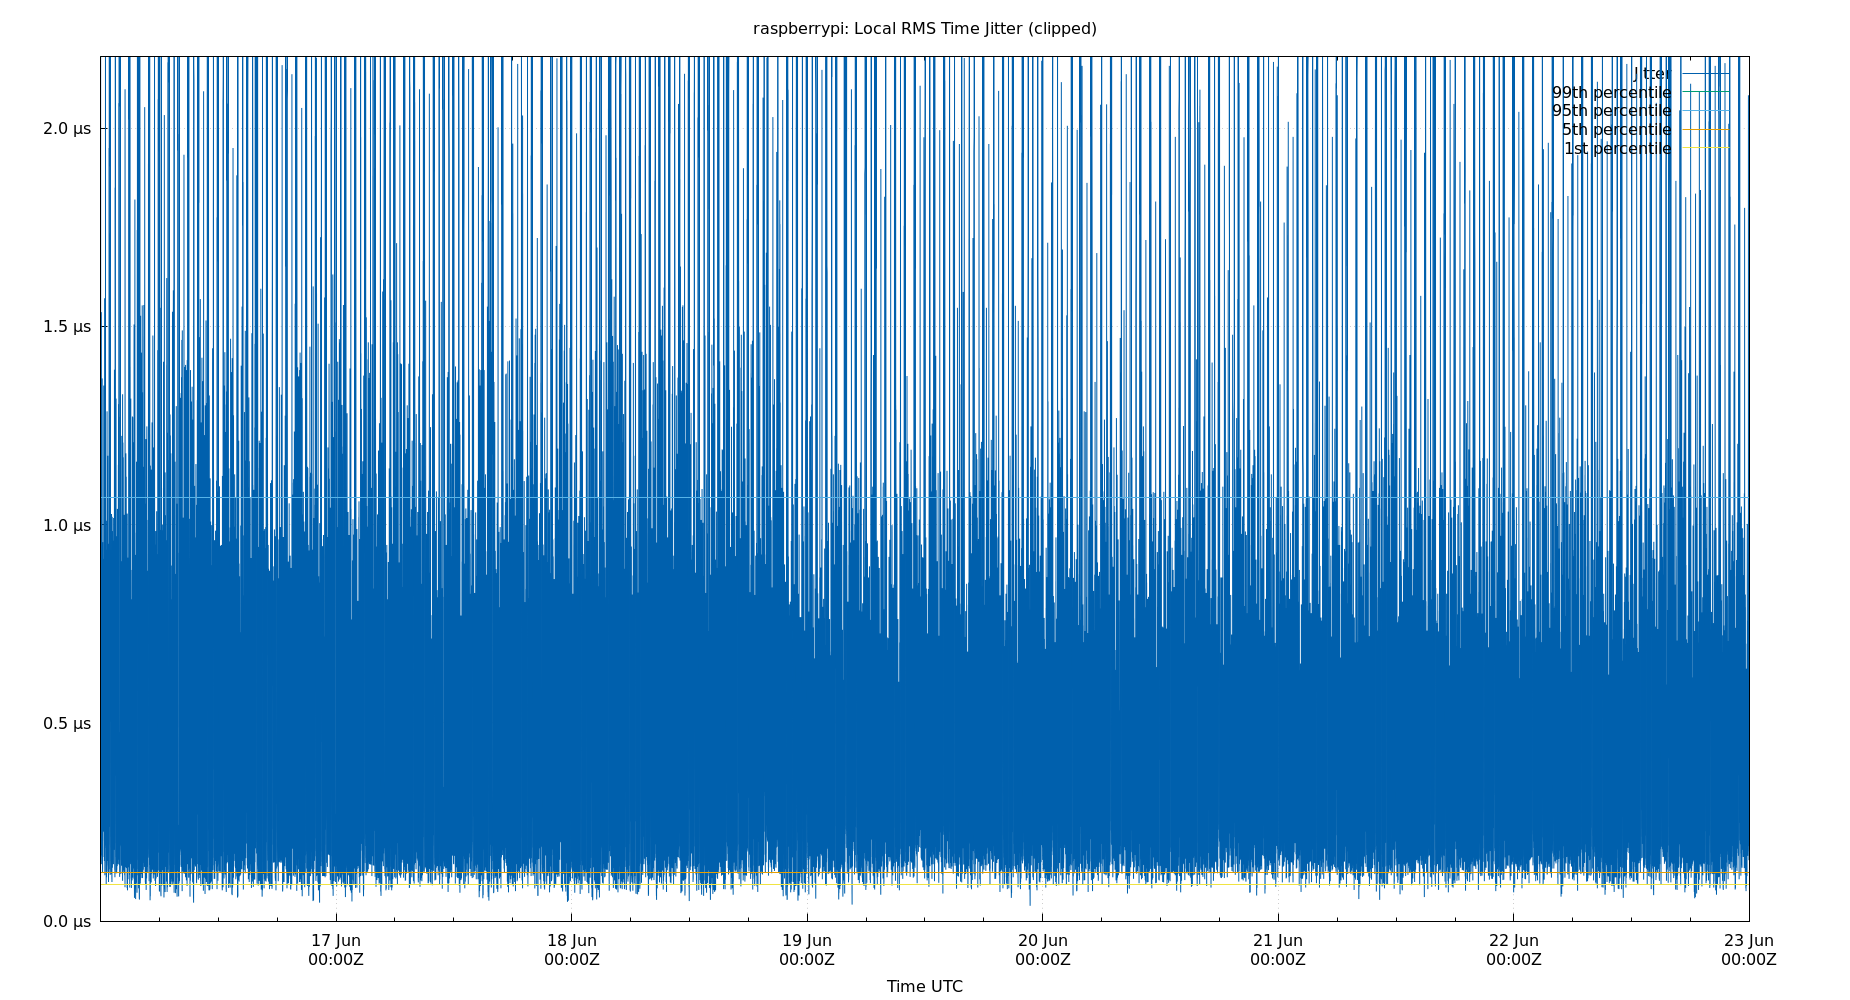 raspberrypi: Local RMS Time Jitter (clipped)
Jitter
99th percentile
95th percentile
5th percentile
1st percentile
2.0 µs
1.5 µs
1.0 µs
0.5 µs
0.0 µs
17 Jun
00:00Z
18 Jun
00:00Z
19 Jun
00:00Z
20 Jun
00:00Z
21 Jun
00:00Z
22 Jun
00:00Z
23 Jun
00:00Z
Time UTC